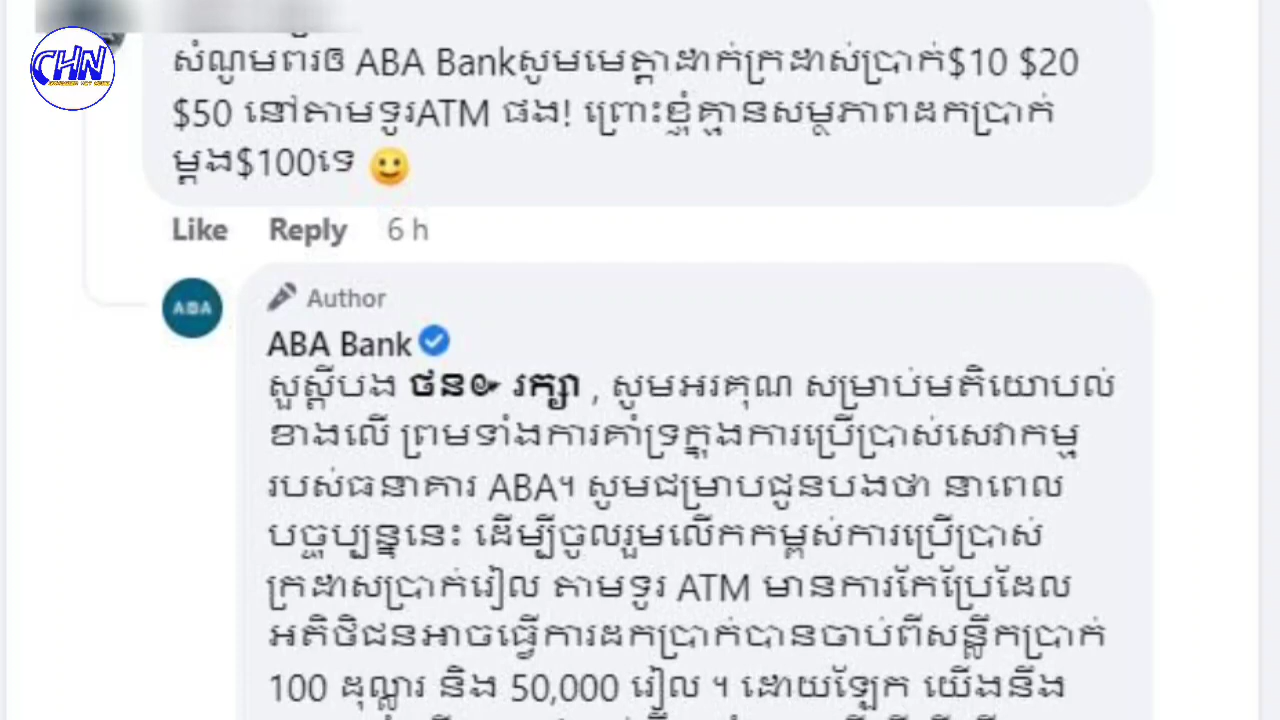 CHN
សំណូមពរឲ ABA Bankសូមមេត្តាដាក់ក្រដាស់ប្រាក់$10 $20
$50 នៅតាមទូរATM ផង! ព្រោះខ្ញុំគ្មានសម្ថភាពដកប្រាក់
ម្តង$100ទេ 🙂
Like Reply 6 h
ABA
Author
ABA Bank
សួស្តីបង ថន๛ រក្សា , សូមអរគុណ សម្រាប់មតិយោបល់
ខាងលើ ព្រមទាំងការគាំទ្រក្នុងការប្រើប្រាស់សេវាកម្ម
របស់ធនាគារ ABA។ សូមជម្រាបជូនបងថា នាពេល
បច្ចុប្បន្ននេះ ដើម្បីចូលរួមលើកកម្ពស់ការប្រើប្រាស់
ក្រដាសប្រាក់រៀល តាមទូរ ATM មានការកែប្រែដែល
អតិថិជនអាចធ្វើការដកប្រាក់បានចាប់ពីសន្លឹកប្រាក់
100 ដុល្លារ និង 50,000 រៀល ។ ដោយឡែក យើងនឹង